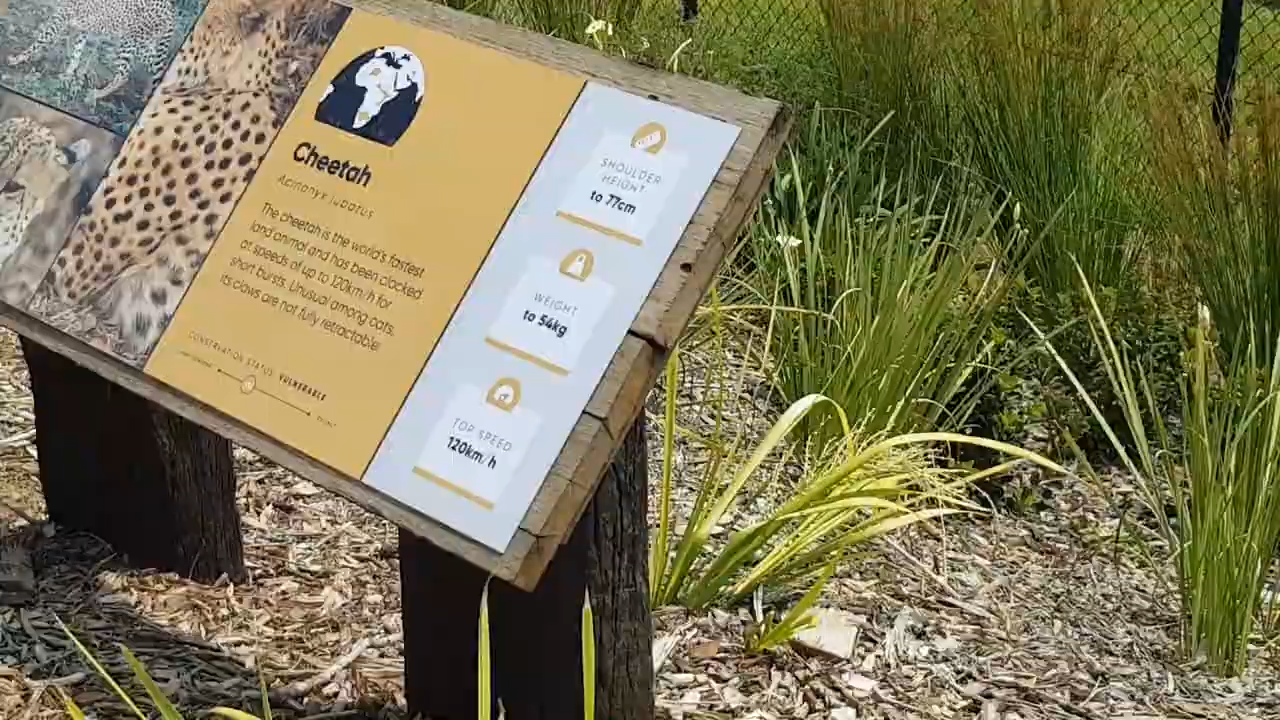 Cheetah
Acinonyx jubatus
The cheetah is the world's fastest
land animal and has been clocked
at speeds of up to 120km/h for
short bursts. Unusual among cats,
its claws are not fully retractable!
CONSERVATION STATUS: VULNERABLE
SHOULDER
HEIGHT
to 77cm
WEIGHT
to 54kg
TOP SPEED
120km/h